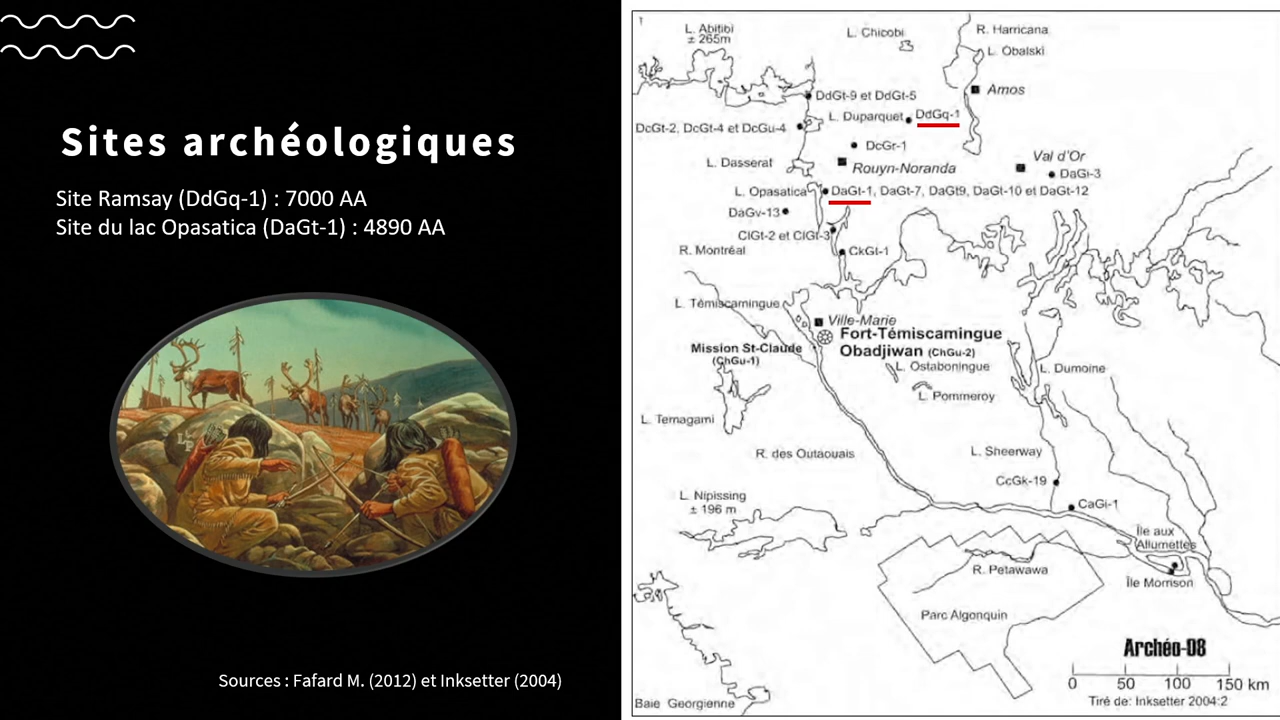 Sites archéologiques
Site Ramsay (DdGq-1) : 7000 AA
Site du lac Opasatica (DaGt-1) : 4890 AA
Sources : Fafard M. (2012) et Inksetter (2004)
L. Abitibi
± 265m
L. Chicobi
R. Harricana
L. Obalski
Amos
DdGt-9 et DdGt-5
L. Duparquet
DdGq-1
DcGt-2, DcGt-4 et DcGu-4
DcGr-1
L. Dasserat
Rouyn-Noranda
Val d'Or
DaGi-3
L. Opasatica
DaGt-1, DaGt-7, DaGt9, DaGt-10 et DaGt-12
DaGv-13
ClGt-2 et ClGt-3
R. Montréal
CkGt-1
L. Témiscamingue
Ville-Marie
Fort-Témiscamingue
Obadjiwan (ChGu-2)
Mission St-Claude
(ChGu-1)
L. Ostaboningue
L. Dumoine
L. Pommeroy
L. Temagami
R. des Outaouais
L. Sheerway
CcGk-19
L. Nipissing
± 196 m
CaGi-1
Île aux
Allumettes
R. Petawawa
Île Morrison
Parc Algonquin
Archéo-08
0 50 100 150 km
Tiré de: Inksetter 2004:2
Baie Georgienne